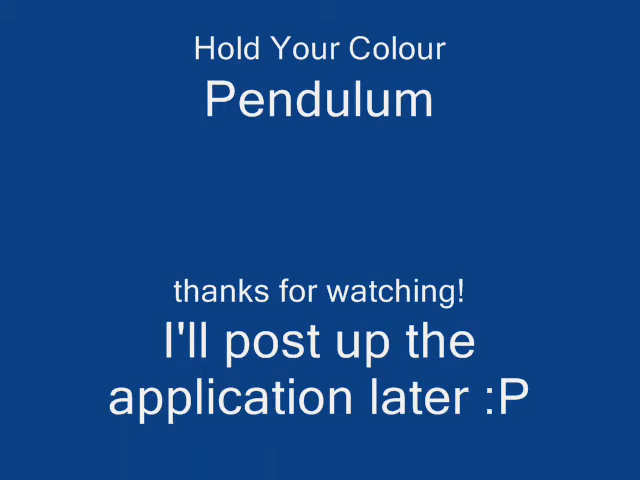 Hold Your Colour
Pendulum
thanks for watching!
I'll post up the
application later :P